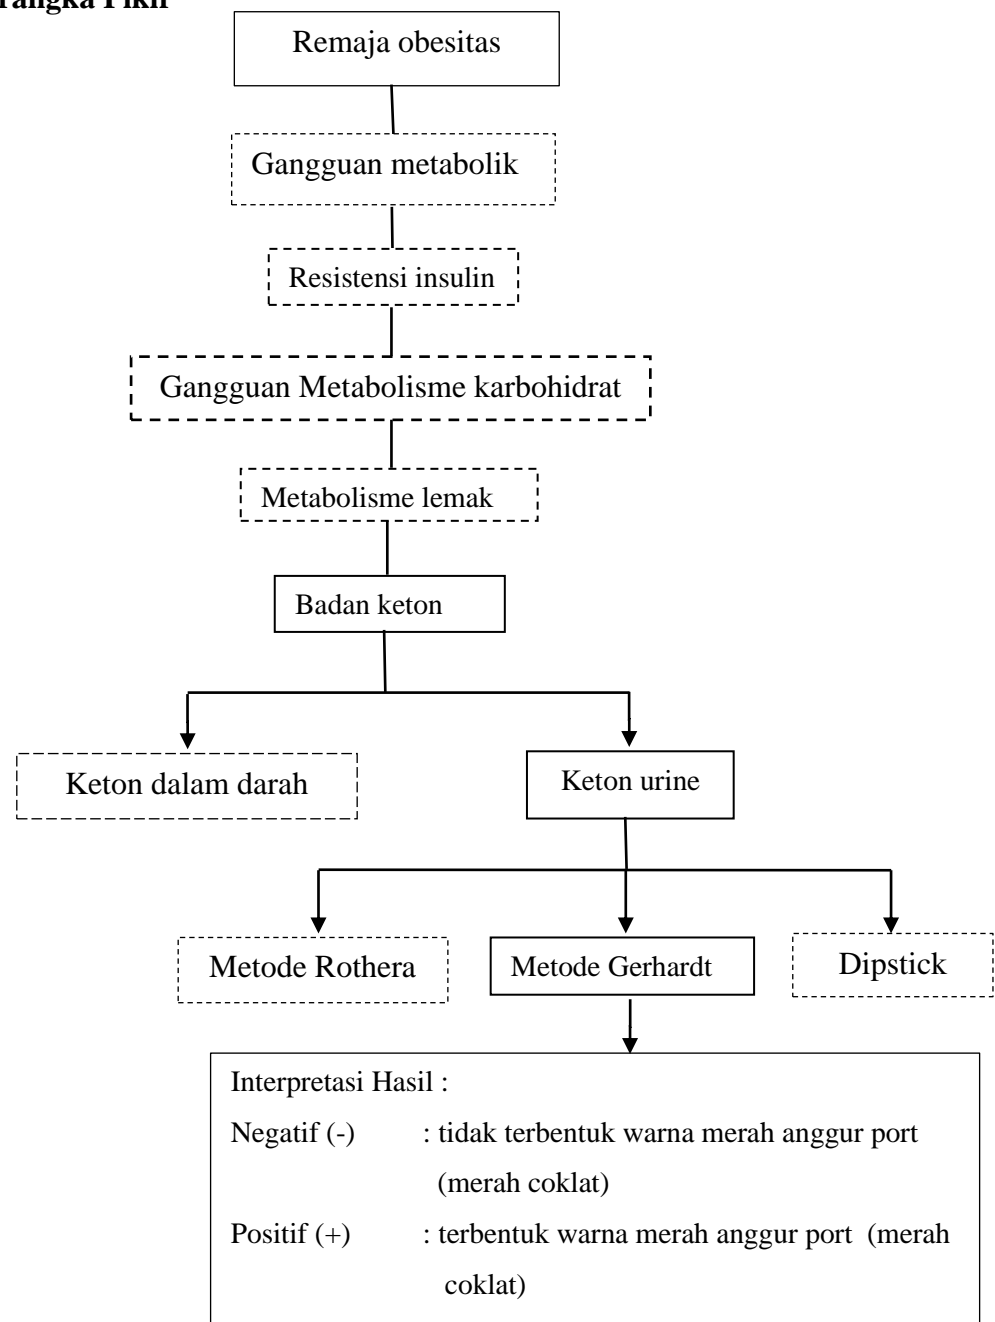 Remaja obesitas
Gangguan metabolik
Resistensi insulin
Gangguan Metabolisme karbohidrat
Metabolisme lemak
Badan keton
Keton dalam darah
Keton urine
Metode Rothera
Metode Gerhardt
Dipstick
Interpretasi Hasil :
Negatif (-) : tidak terbentuk warna merah anggur port
(merah coklat)
Positif (+) : terbentuk warna merah anggur port (merah
coklat)